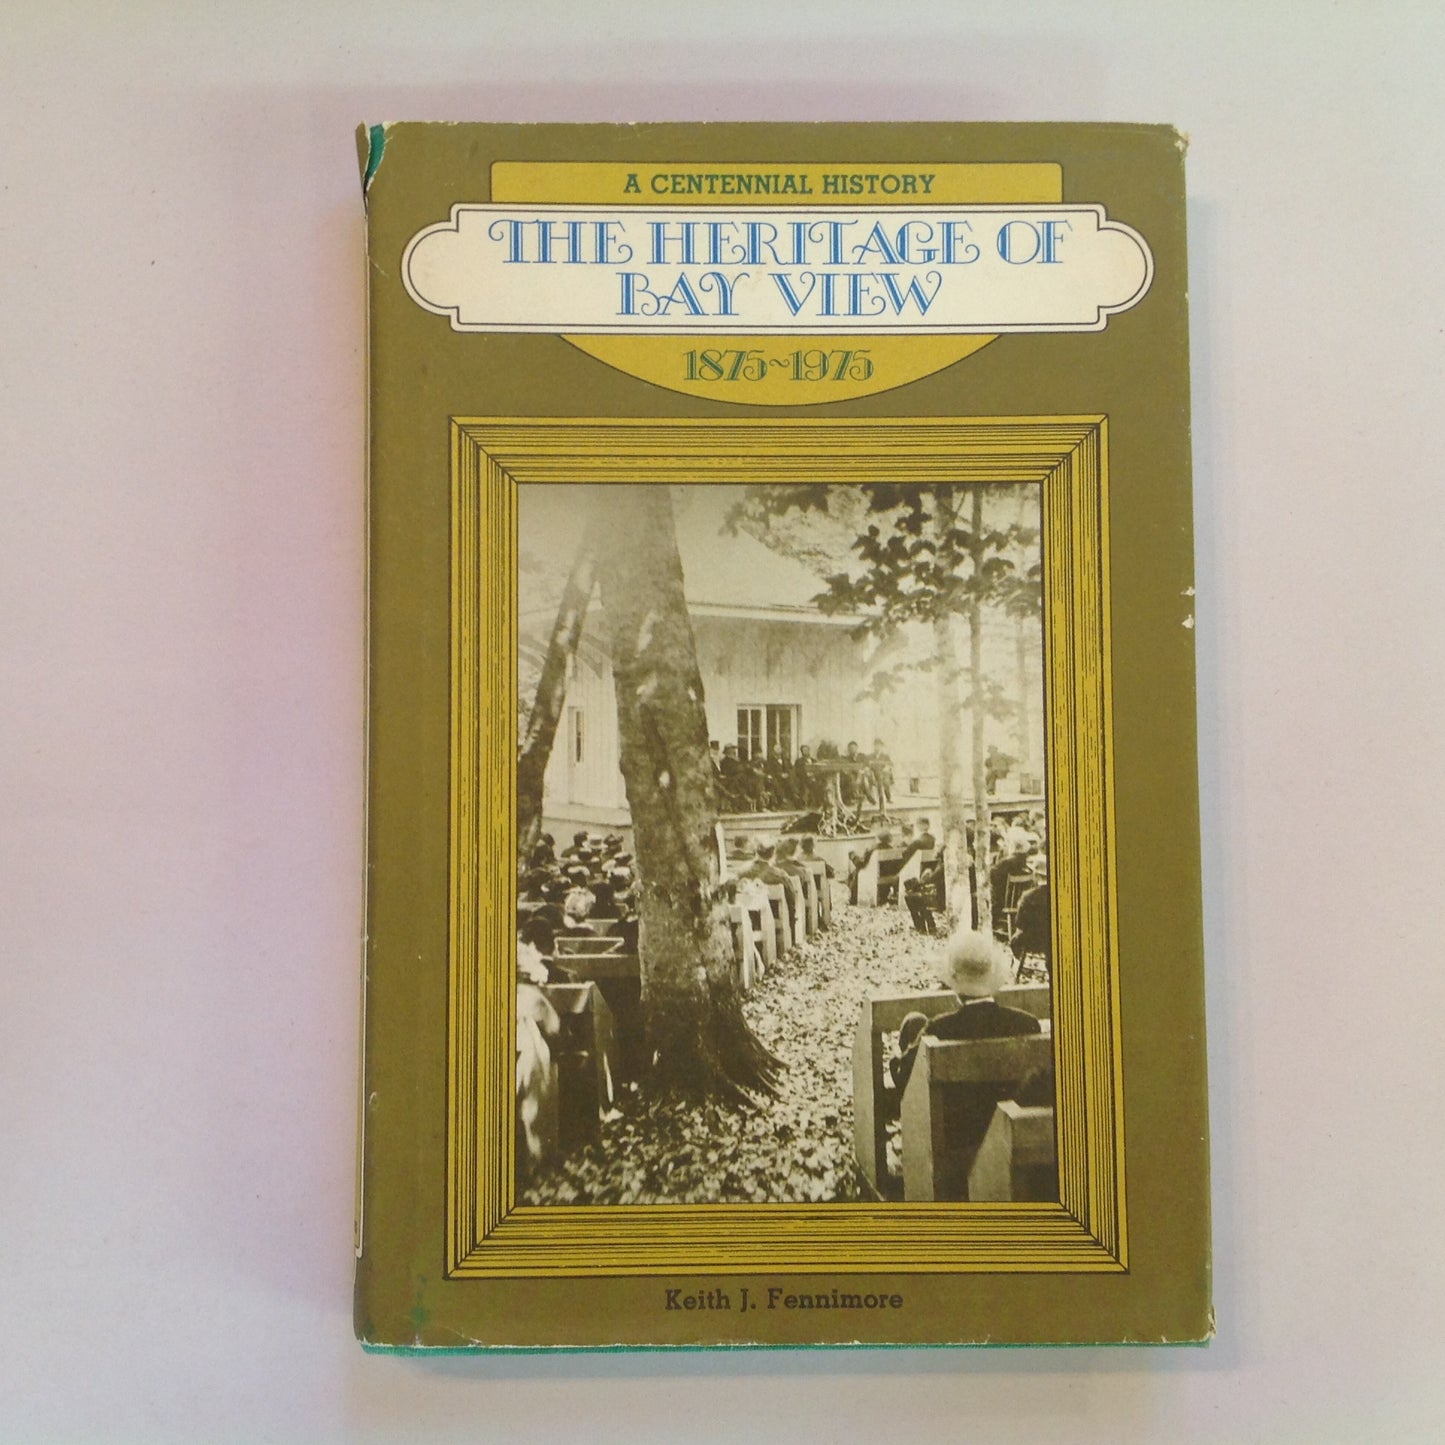 A CENTENNIAL HISTORY
THE HERITAGE OF
BAY VIEW
1875~1975
Keith J. Fennimore